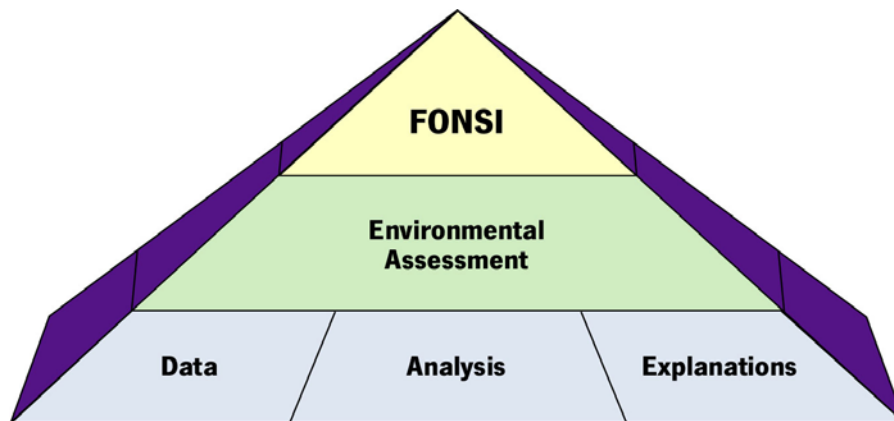 FONSI
Environmental
Assessment
Data
Analysis
Explanations